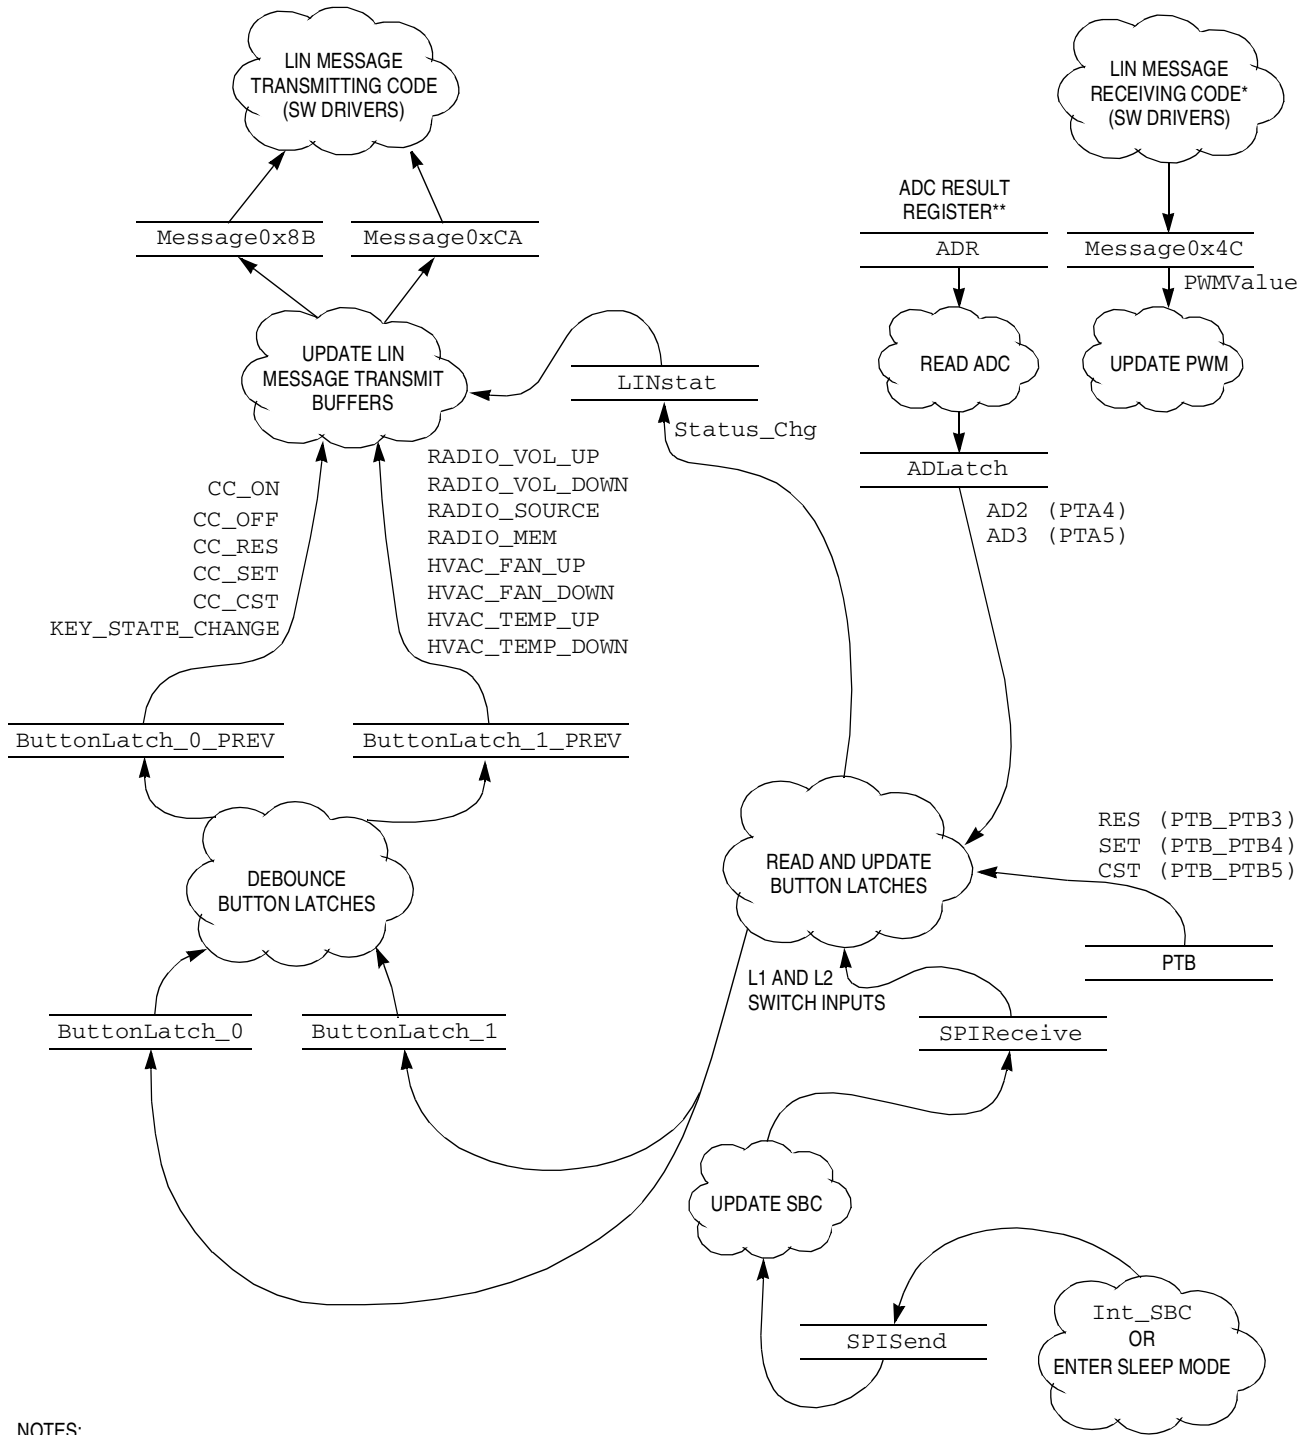 LIN MESSAGE
TRANSMITTING CODE
(SW DRIVERS)
LIN MESSAGE
RECEIVING CODE*
(SW DRIVERS)
ADC RESULT
REGISTER**
Message0x8B
Message0xCA
ADR
Message0x4C
PWMValue
UPDATE LIN
MESSAGE TRANSMIT
BUFFERS
LINstat
READ ADC
UPDATE PWM
Status_Chg
ADLatch
CC_ON
CC_OFF
CC_RES
CC_SET
CC_CST
KEY_STATE_CHANGE
RADIO_VOL_UP
RADIO_VOL_DOWN
RADIO_SOURCE
RADIO_MEM
HVAC_FAN_UP
HVAC_FAN_DOWN
HVAC_TEMP_UP
HVAC_TEMP_DOWN
AD2 (PTA4)
AD3 (PTA5)
ButtonLatch_0_PREV
ButtonLatch_1_PREV
DEBOUNCE
BUTTON LATCHES
READ AND UPDATE
BUTTON LATCHES
RES (PTB_PTB3)
SET (PTB_PTB4)
CST (PTB_PTB5)
PTB
L1 AND L2
SWITCH INPUTS
ButtonLatch_0
ButtonLatch_1
SPIReceive
UPDATE SBC
SPISend
Int_SBC
OR
ENTER SLEEP MODE
NOTES: